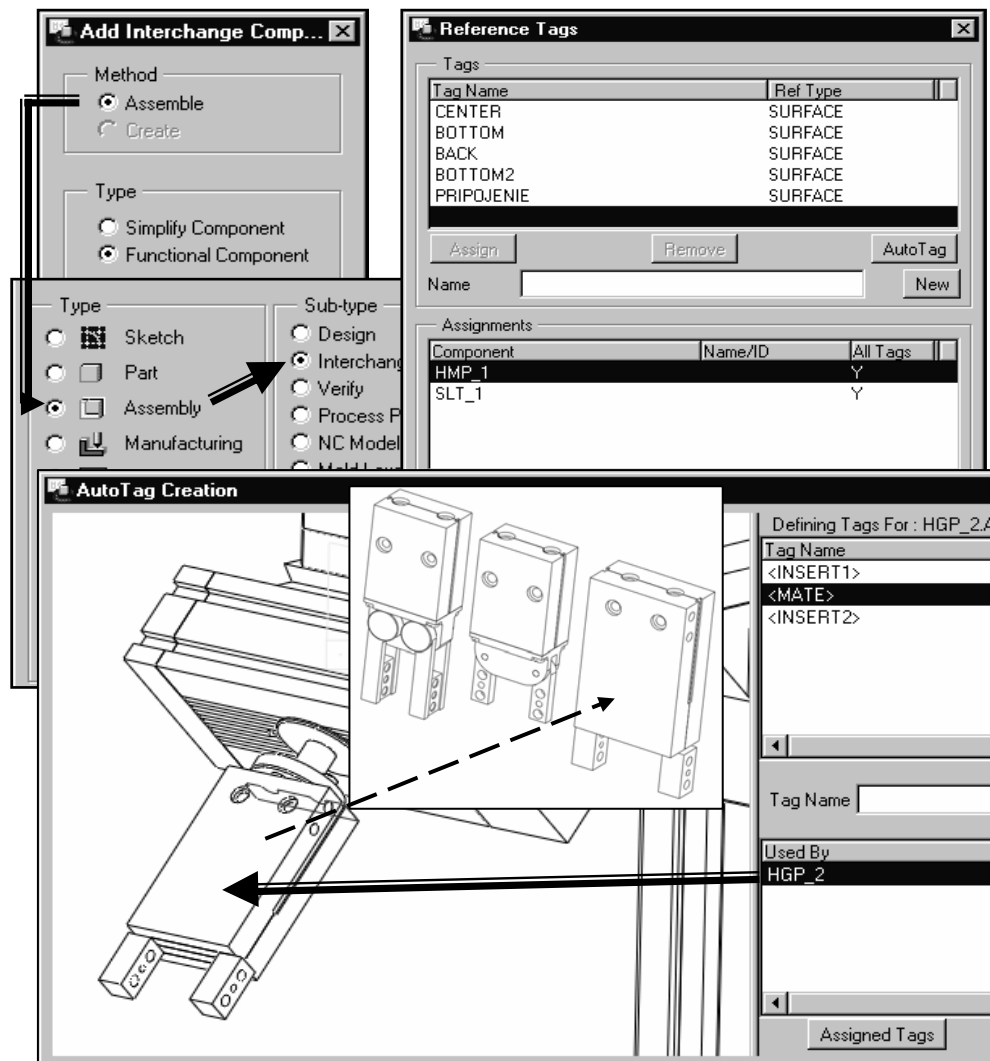 Add Interchange Comp...
Method
Assemble
Create
Type
Simplify Component
Functional Component
Reference Tags
Tags
Tag Name Ref Type
CENTER SURFACE
BOTTOM SURFACE
BACK SURFACE
BOTTOM2 SURFACE
PRIPOJENIE SURFACE
Assign Remove AutoTag
Name New
Assignments
Component Name/ID All Tags
HMP_1 Y
SLT_1 Y
Type
Sketch
Part
Assembly
Manufacturing
Sub-type
Design
Interchang
Verify
Process P
NC Model
AutoTag Creation
Defining Tags For : HGP_2.A
Tag Name
<INSERT1>
<MATE>
<INSERT2>
Tag Name
Used By
HGP_2
Assigned Tags